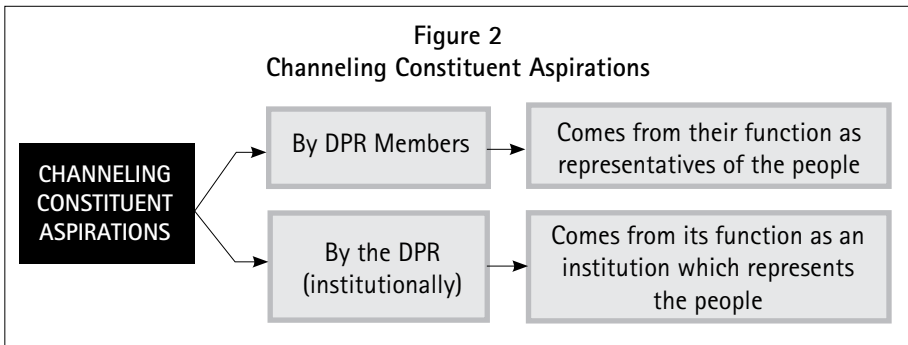 Figure 2
Channeling Constituent Aspirations
CHANNELING
CONSTITUENT
ASPIRATIONS
By DPR Members
Comes from their function as
representatives of the people
By the DPR
(institutionally)
Comes from its function as an
institution which represents
the people